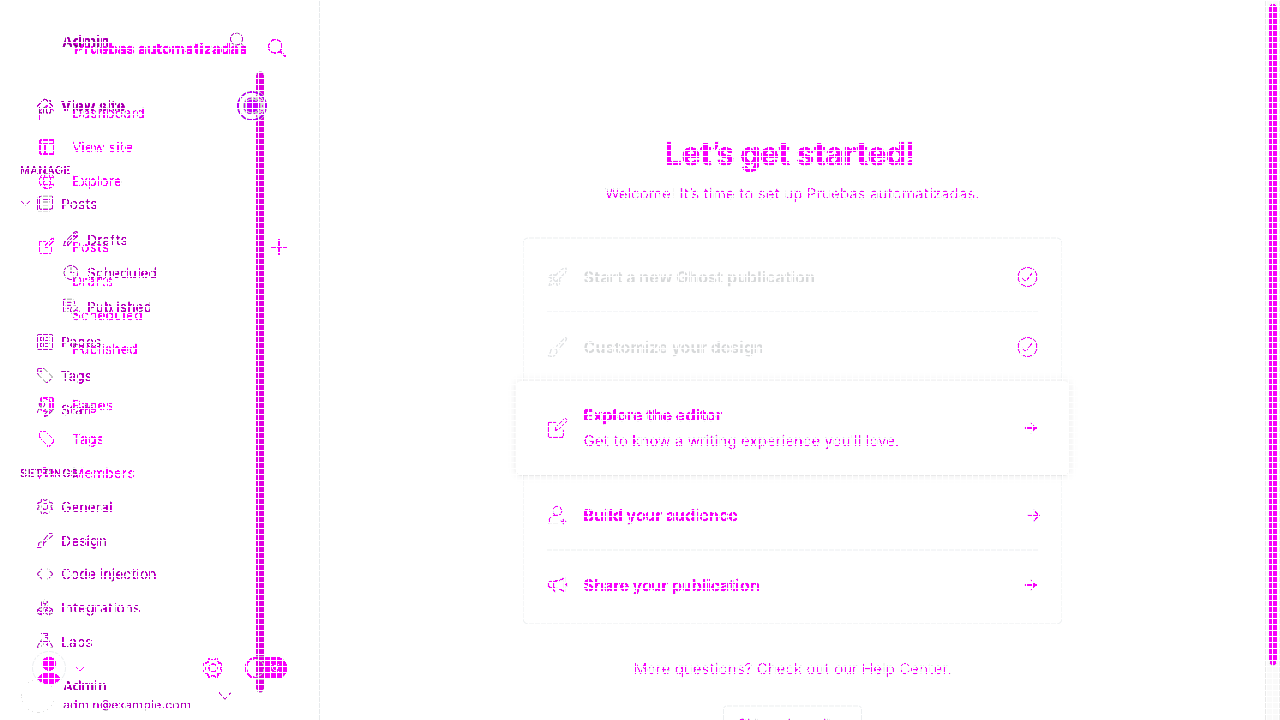 Admin
Pruebas automatizadas
View site
Dashboard
View site
MANAGE
Explore
Posts
Drafts
Posts
Scheduled
Drafts
Published
Scheduled
Pages
Published
Tags
Staff
Pages
Tags
SETTINGS
Members
General
Design
Code injection
Integrations
Labs
Admin
admin@example.com
Let's get started!
Welcome. It's time to set up Pruebas automatizadas.
Start a new Ghost publication
Customize your design
Explore the editor
Get to know a writing experience you'll love.
Build your audience
Share your publication
More questions? Check out our Help Center.